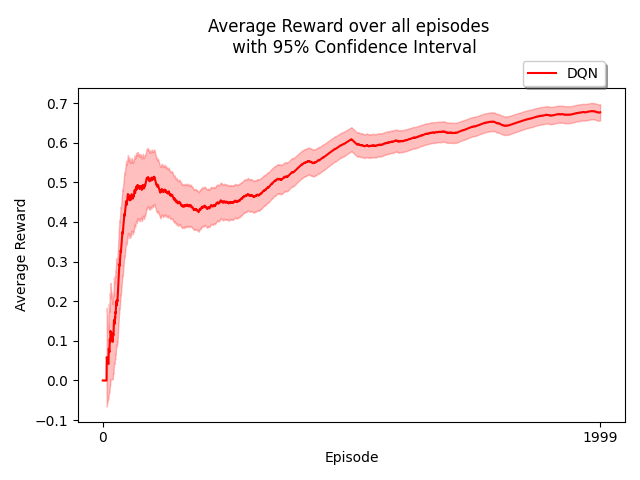 Average Reward over all episodes
with 95% Confidence Interval
DQN
0.7
0.6
0.5
0.4
0.3
0.2
0.1
0.0
−0.1
Average Reward
0 1999
Episode